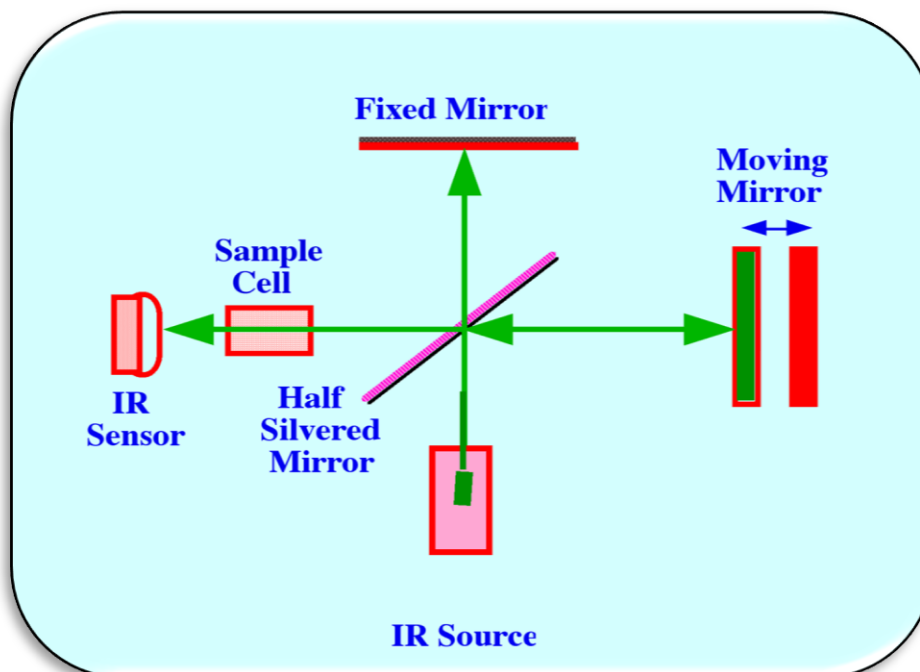 Fixed Mirror
Moving
Mirror
Sample
Cell
IR
Sensor
Half
Silvered
Mirror
IR Source